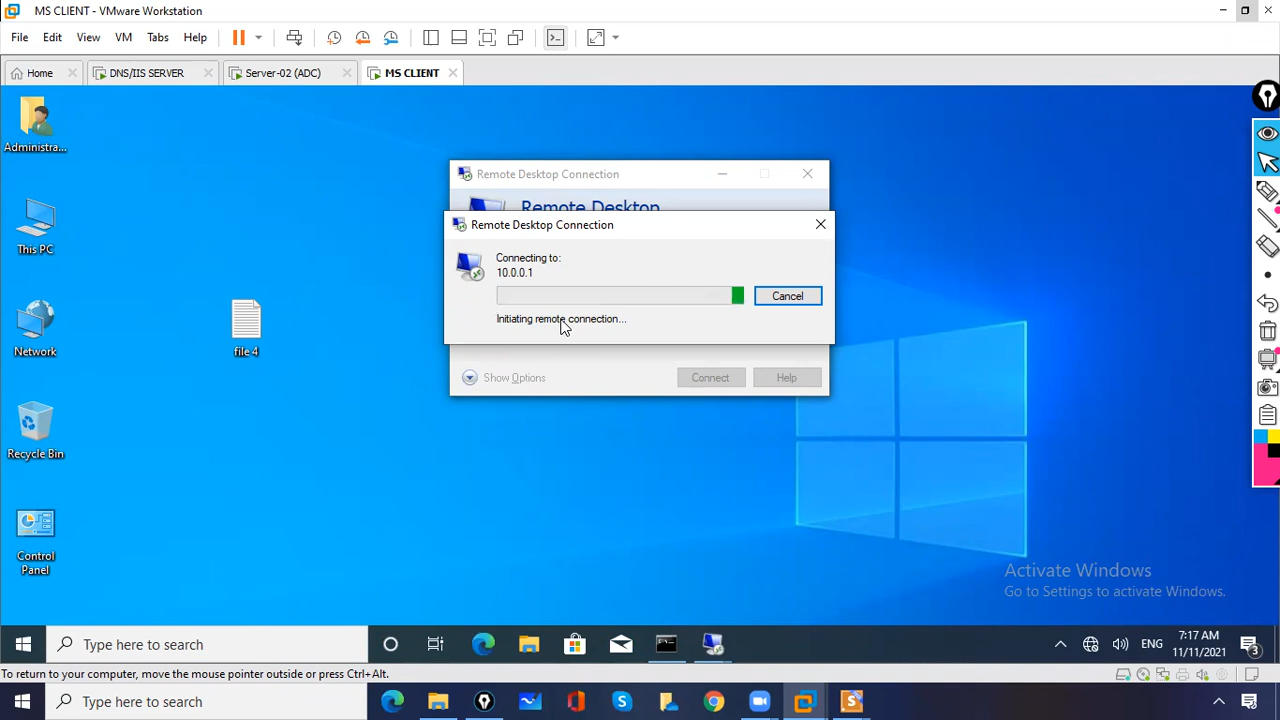 MS CLIENT - VMware Workstation
File Edit View VM Tabs Help
Home DNS/IIS SERVER Server-02 (ADC) MS CLIENT
Administra...
This PC
Network
file 4
Recycle Bin
Control
Panel
Remote Desktop Connection
Remote Desktop
Remote Desktop Connection
Connecting to:
10.0.0.1
Cancel
Initiating remote connection...
Show Options Connect Help
Activate Windows
Go to Settings to activate Windows.
Type here to search
ENG
7:17 AM
11/11/2021
3
To return to your computer, move the mouse pointer outside or press Ctrl+Alt.
Type here to search